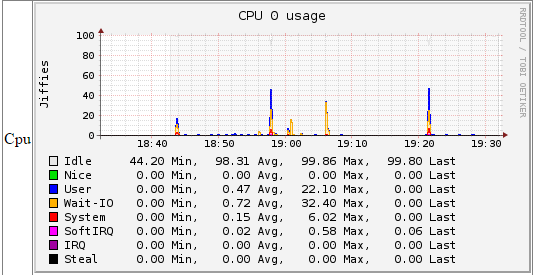 CPU 0 usage
RRDTOOL / TOBI OETIKER
Jiffies
100
80
60
40
20
0
18:40 18:50 19:00 19:10 19:20 19:30
Cpu
Idle 44.20 Min, 98.31 Avg, 99.86 Max, 99.80 Last
Nice 0.00 Min, 0.00 Avg, 0.00 Max, 0.00 Last
User 0.00 Min, 0.47 Avg, 22.10 Max, 0.00 Last
Wait-IO 0.00 Min, 0.72 Avg, 32.40 Max, 0.00 Last
System 0.00 Min, 0.15 Avg, 6.02 Max, 0.00 Last
SoftIRQ 0.00 Min, 0.02 Avg, 0.58 Max, 0.06 Last
IRQ 0.00 Min, 0.00 Avg, 0.00 Max, 0.00 Last
Steal 0.00 Min, 0.00 Avg, 0.00 Max, 0.00 Last